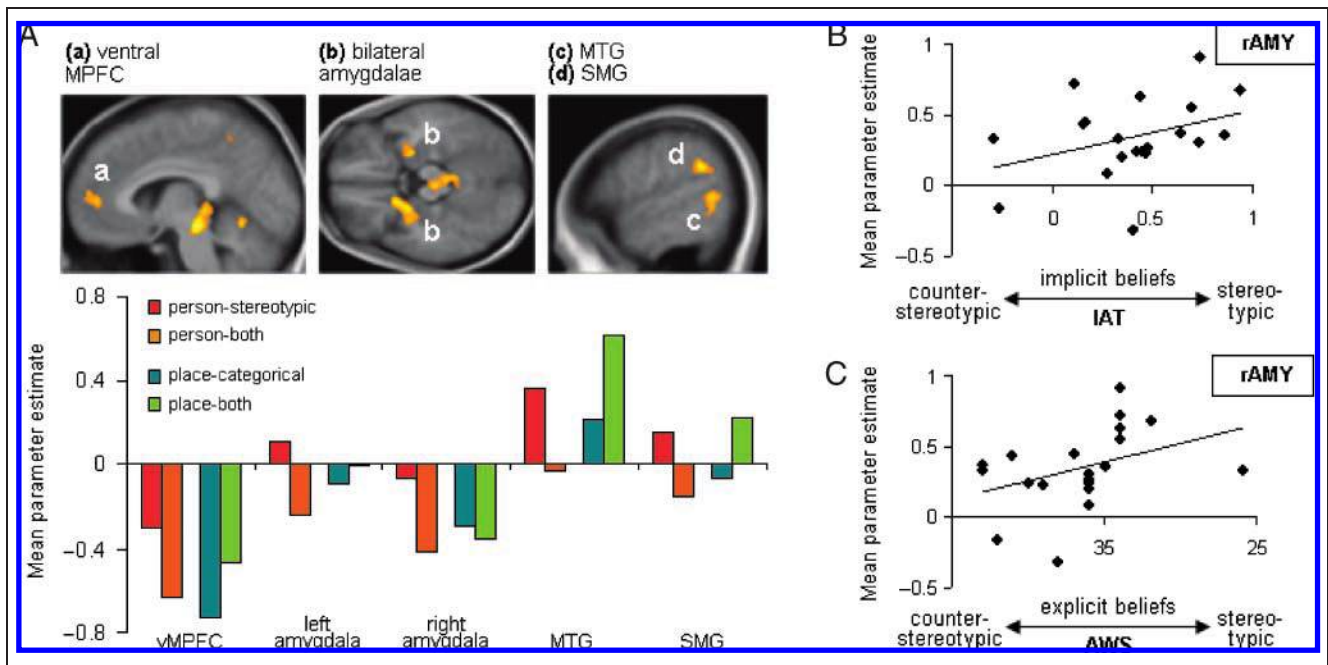 A
(a) ventral
MPFC
(b) bilateral
amygdalae
(c) MTG
(d) SMG
a
b
b
d
c
Mean parameter estimate
0.8
0.4
0
−0.4
−0.8
person-stereotypic
person-both
place-categorical
place-both
vMPFC
left
amygdala
right
amygdala
MTG
SMG
B
rAMY
Mean parameter estimate
1
0.5
0
−0.5
0
0.5
1
counter-
stereotypic
implicit beliefs
stereo-
typic
IAT
C
rAMY
Mean parameter estimate
1
0.5
0
−0.5
35
25
counter-
stereotypic
explicit beliefs
stereo-
typic
AWS